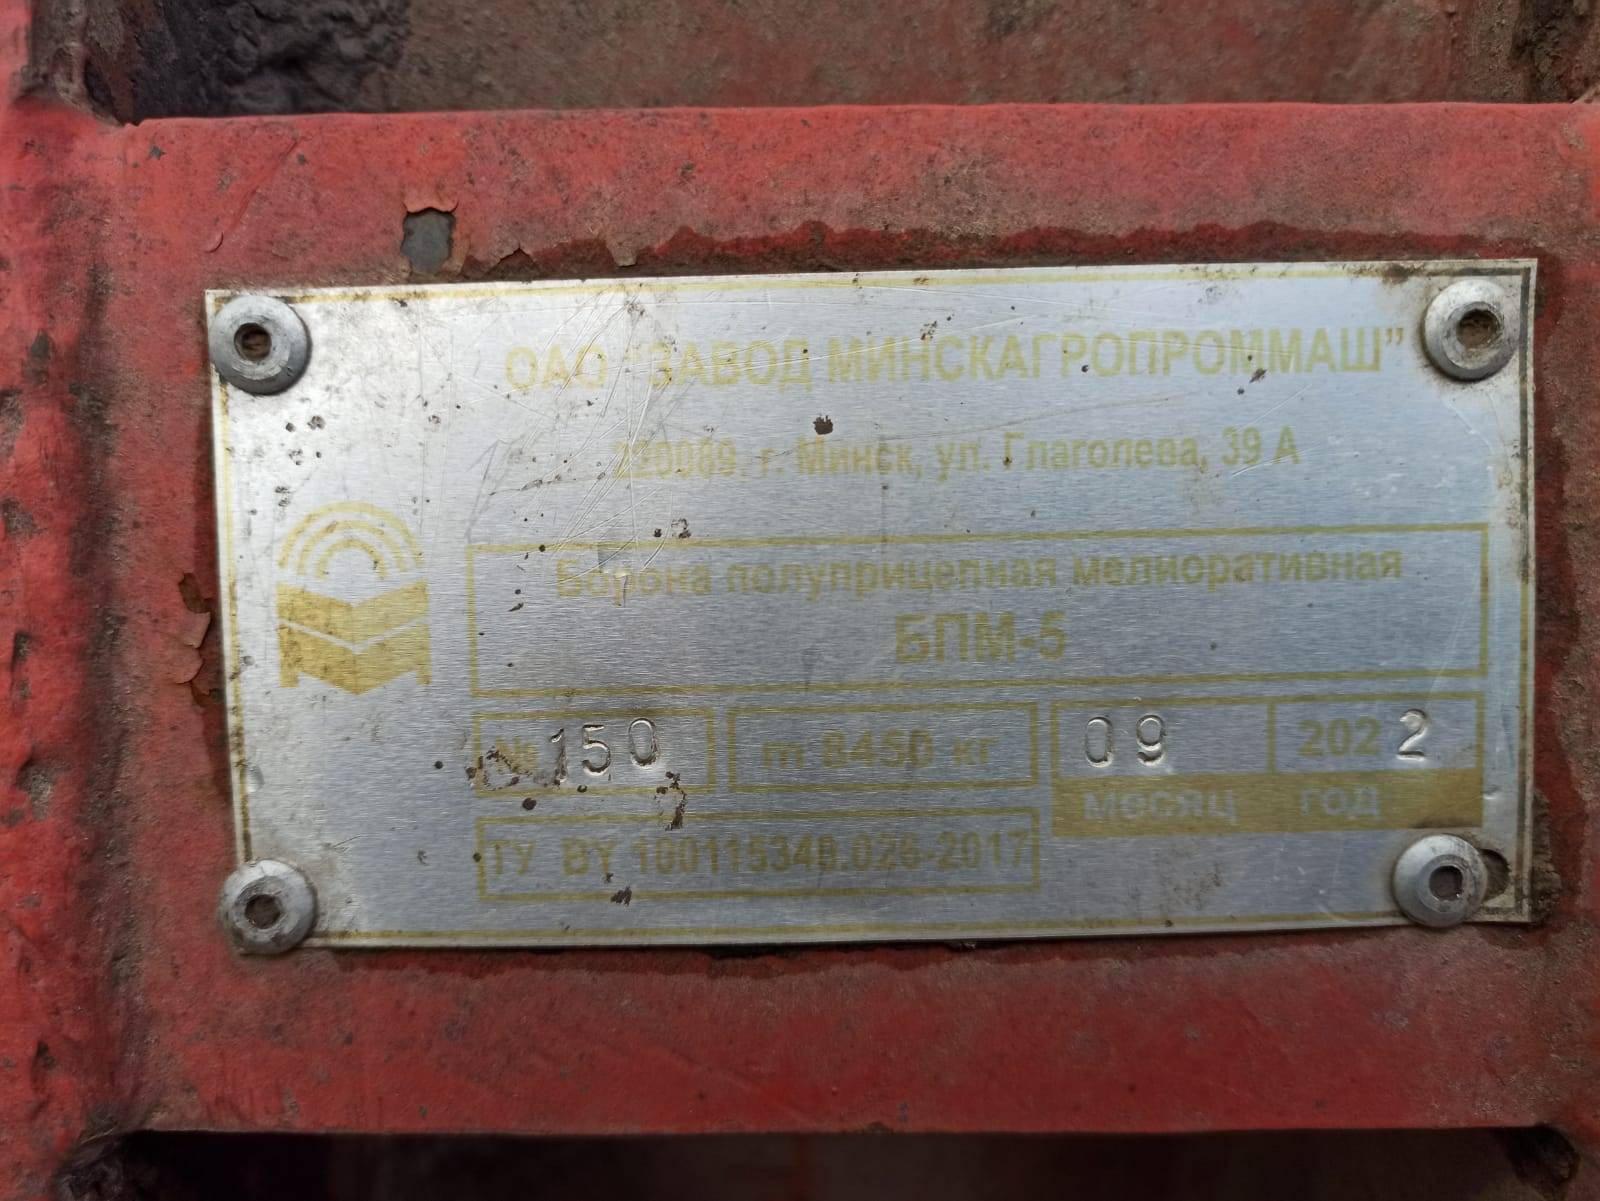 ОАО "ЗАВОД МИНСКАГРОПРОММАШ"
220089, г. Минск, ул. Глаголева, 39 А
Борона полуприцепная мелиоративная
БПМ-5
№ 150 m 8450 кг 09 2022
месяц год
ТУ BY 100115348.026-2017